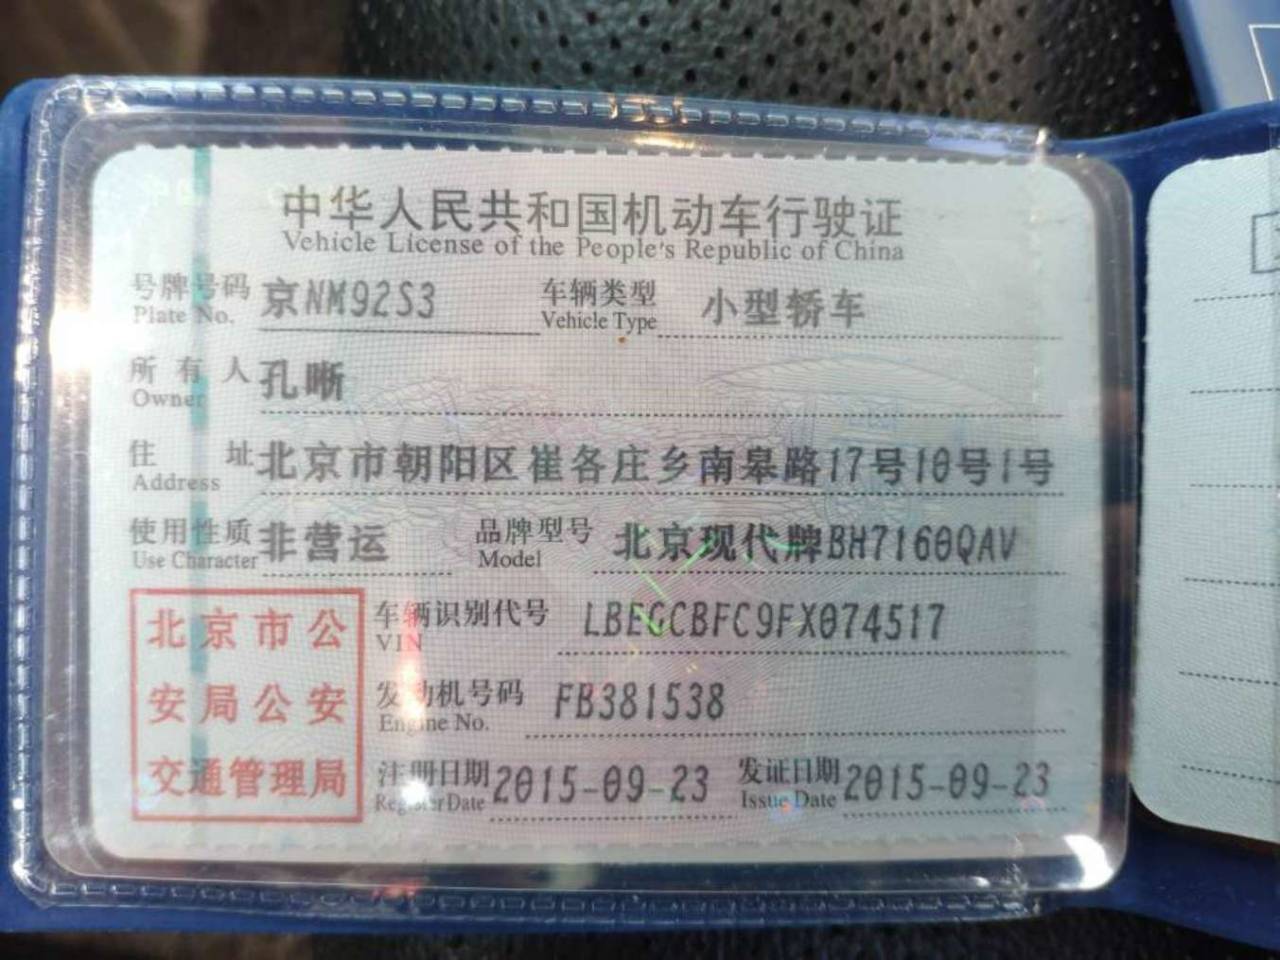 中华人民共和国机动车行驶证
Vehicle License of the People's Republic of China
号牌号码 京NM92S3 车辆类型 小型轿车
Plate No. Vehicle Type
所有人 孔晰
Owner
住址 北京市朝阳区崔各庄乡南皋路17号10号1号
Address
使用性质 非营运 品牌型号 北京现代牌BH7160QAV
Use Character Model
北京市公 车辆识别代号 LBEGCBFC9FX074517
VIN
安局公安 发动机号码 FB381538
Engine No.
交通管理局 注册日期 2015-09-23 发证日期 2015-09-23
Register Date Issue Date